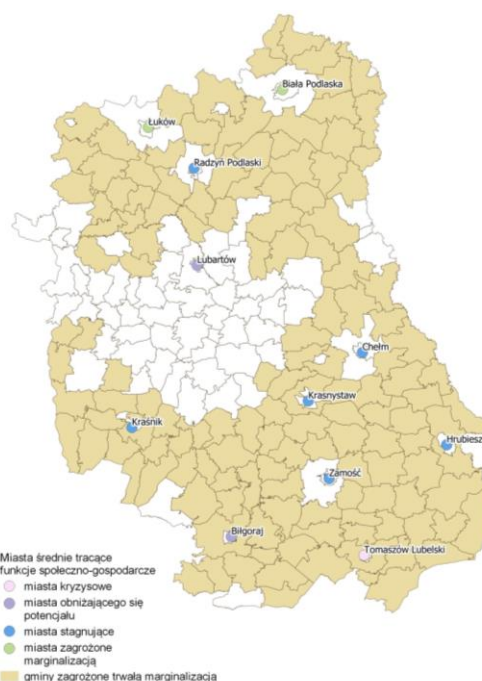 Biała Podlaska
Łuków
Radzyń Podlaski
Lubartów
Chełm
Krasnystaw
Kraśnik
Hrubiesz
Zamość
Biłgoraj
Tomaszów Lubelski
Miasta średnie tracące
funkcje społeczno-gospodarcze
miasta kryzysowe
miasta obniżającego się
potencjału
miasta stagnujące
miasta zagrożone
marginalizacją
gminy zagrożone trwałą marginalizacją